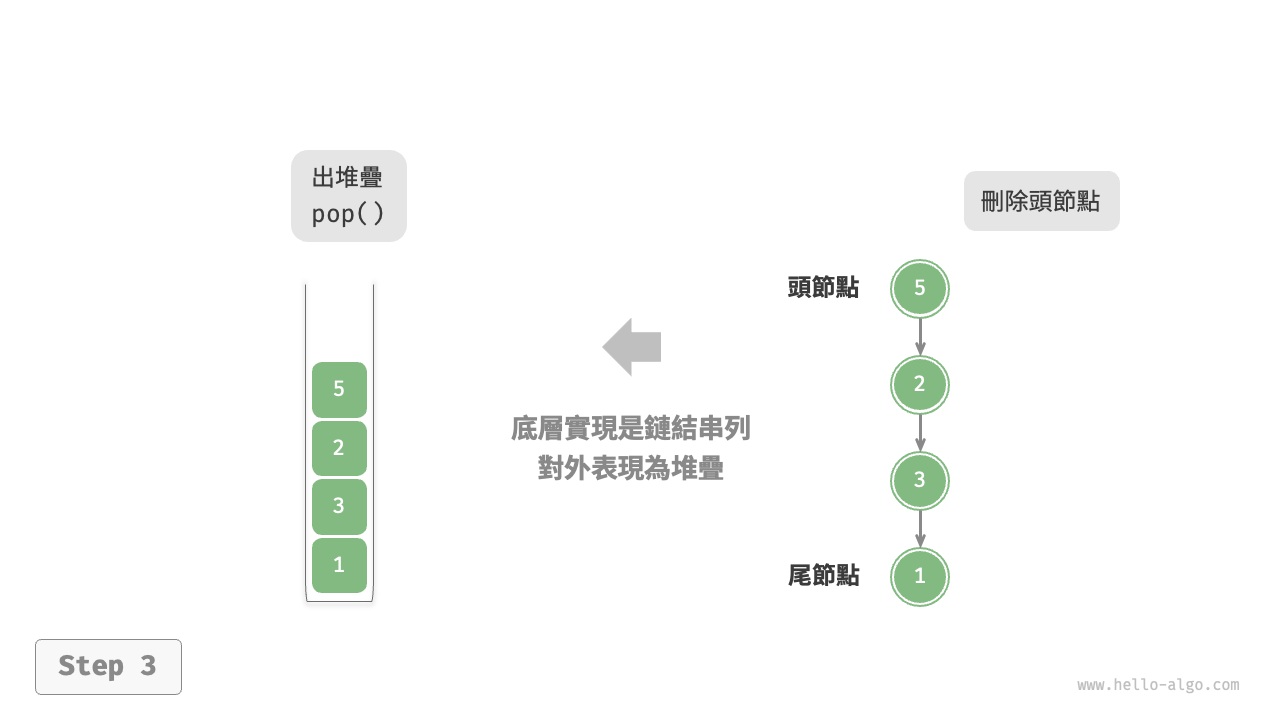 出堆疊
pop()
刪除頭節點
頭節點
5
2
3
1
5
2
3
1
底層實現是鏈結串列
對外表現為堆疊
尾節點
Step 3
www.hello-algo.com